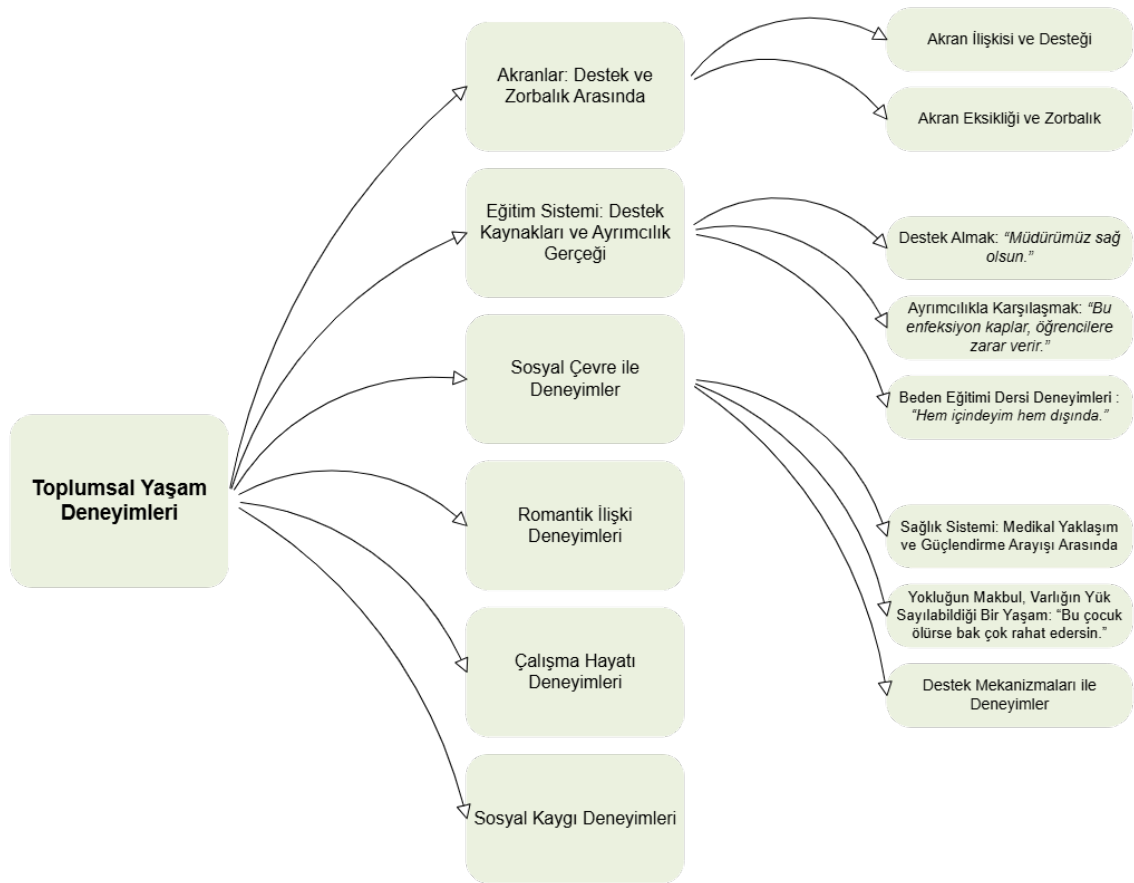 Toplumsal Yaşam
Deneyimleri
Akranlar: Destek ve
Zorbalık Arasında
Akran İlişkisi ve Desteği
Akran Eksikliği ve Zorbalık
Eğitim Sistemi: Destek
Kaynakları ve Ayrımcılık
Gerçeği
Destek Almak: “Müdürümüz sağ
olsun.”
Ayrımcılıkla Karşılaşmak: “Bu
enfeksiyon kaplar, öğrencilere
zarar verir.”
Beden Eğitimi Dersi Deneyimleri :
“Hem içindeyim hem dışında.”
Sosyal Çevre ile
Deneyimler
Sağlık Sistemi: Medikal Yaklaşım
ve Güçlendirme Arayışı Arasında
Yokluğun Makbul, Varlığın Yük
Sayılabildiği Bir Yaşam: “Bu çocuk
ölürse bak çok rahat edersin.”
Destek Mekanizmaları ile
Deneyimler
Romantik İlişki
Deneyimleri
Çalışma Hayatı
Deneyimleri
Sosyal Kaygı Deneyimleri